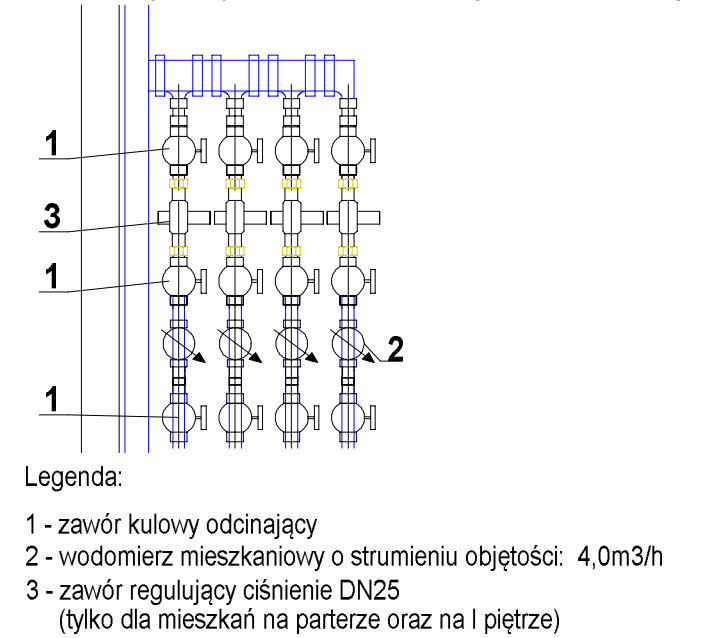 1
3
1
2
1
Legenda:
1 - zawór kulowy odcinający
2 - wodomierz mieszkaniowy o strumieniu objętości: 4,0m3/h
3 - zawór regulujący ciśnienie DN25
(tylko dla mieszkań na parterze oraz na I piętrze)